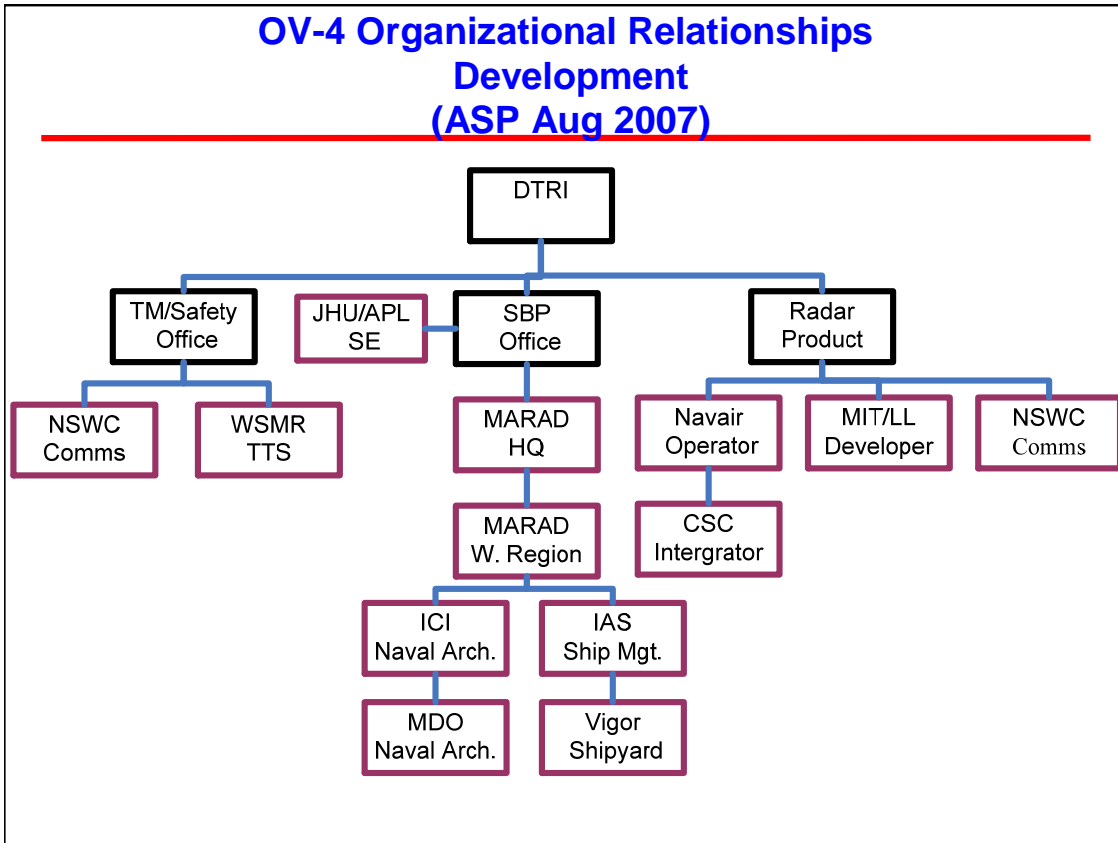 OV-4 Organizational Relationships
Development
(ASP Aug 2007)
DTRI
TM/Safety
Office
JHU/APL
SE
SBP
Office
Radar
Product
NSWC
Comms
WSMR
TTS
MARAD
HQ
Navair
Operator
MIT/LL
Developer
NSWC
Comms
MARAD
W. Region
CSC
Intergrator
ICI
Naval Arch.
IAS
Ship Mgt.
MDO
Naval Arch.
Vigor
Shipyard